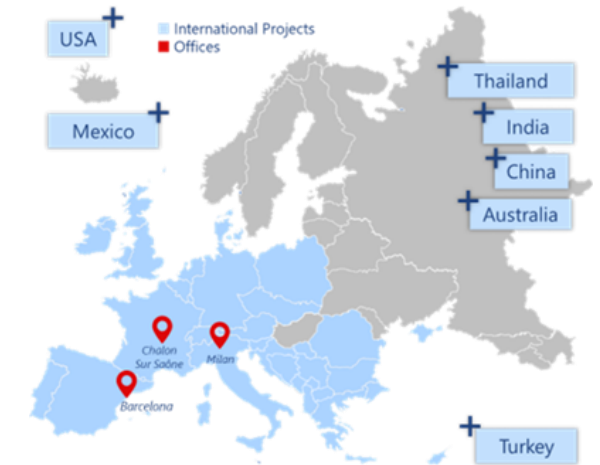 USA
International Projects
Offices
Mexico
Thailand
India
China
Australia
Chalon
Sur Saône
Milan
Barcelona
Turkey